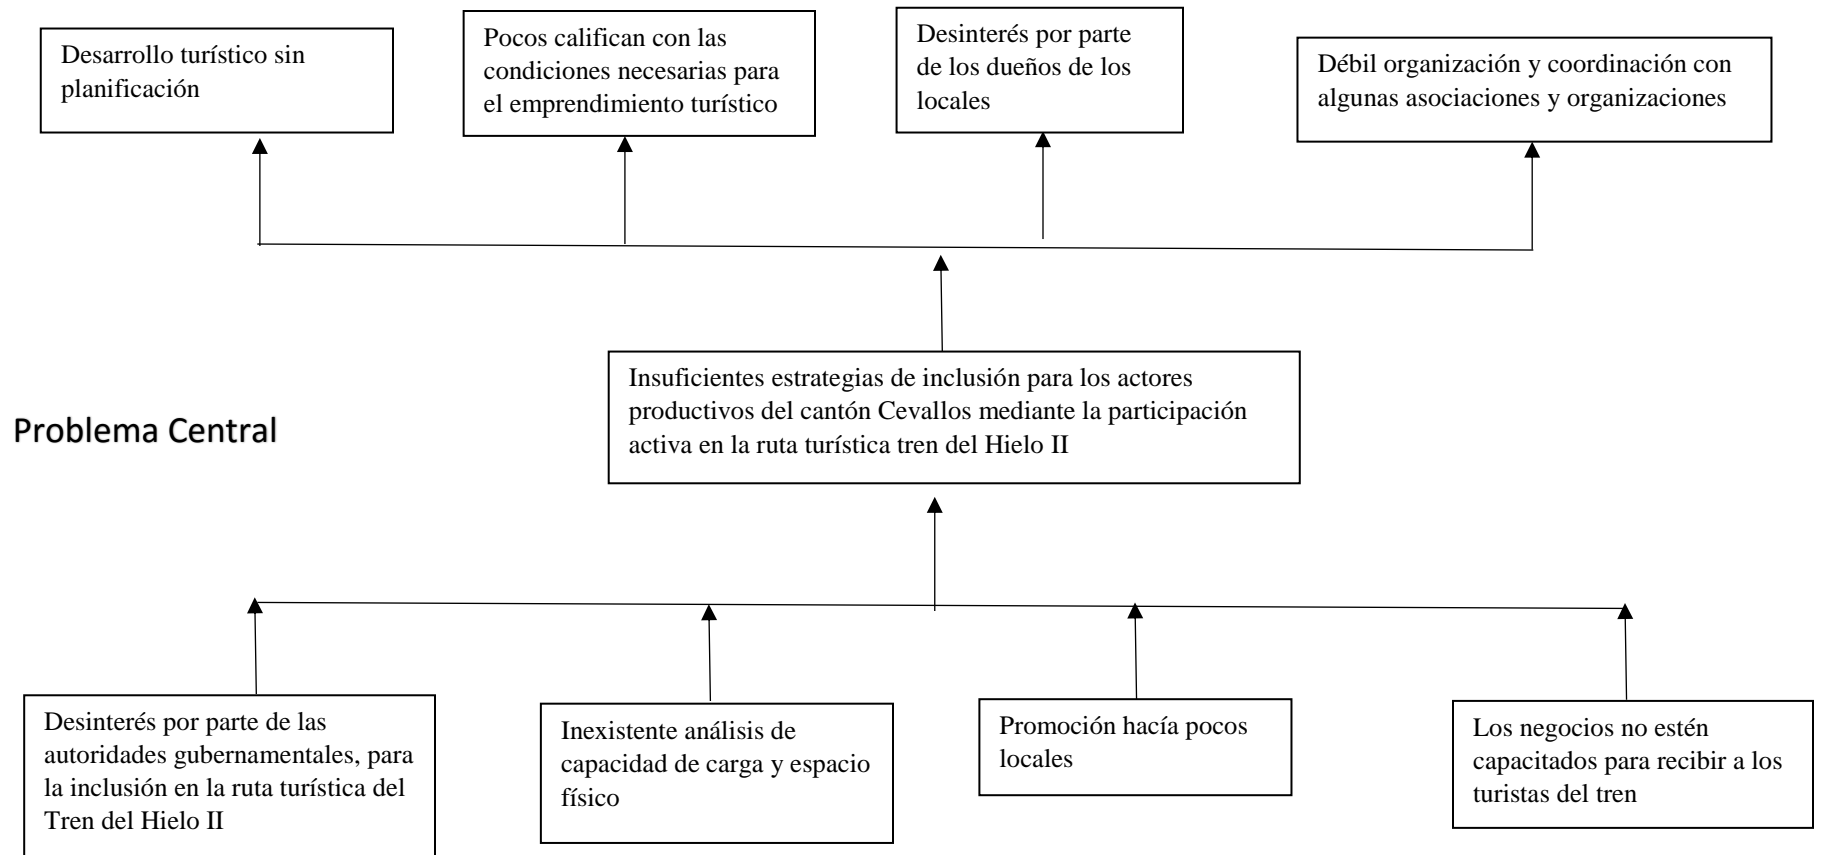 Desarrollo turístico sin
planificación
Pocos califican con las
condiciones necesarias para
el emprendimiento turístico
Desinterés por parte
de los dueños de los
locales
Débil organización y coordinación con
algunas asociaciones y organizaciones
Problema Central
Insuficientes estrategias de inclusión para los actores
productivos del cantón Cevallos mediante la participación
activa en la ruta turística tren del Hielo II
Desinterés por parte de las
autoridades gubernamentales, para
la inclusión en la ruta turística del
Tren del Hielo II
Inexistente análisis de
capacidad de carga y espacio
físico
Promoción hacía pocos
locales
Los negocios no estén
capacitados para recibir a los
turistas del tren